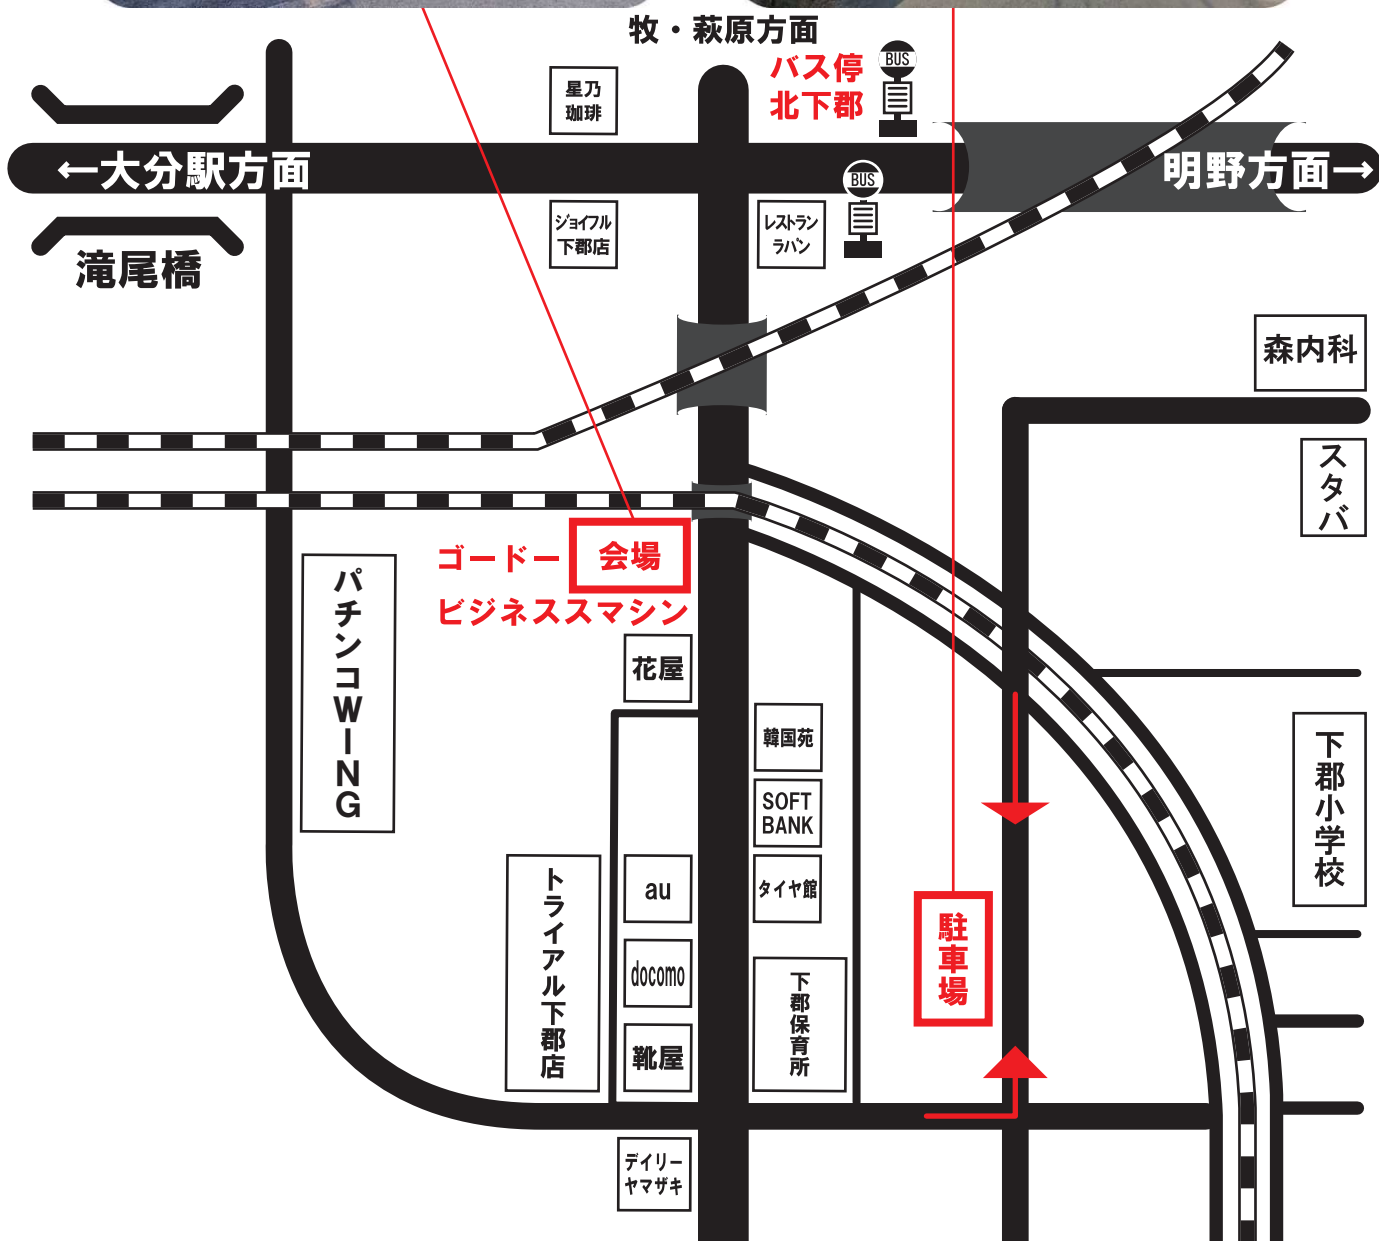 牧・萩原方面
バス停
北下郡
BUS
星乃
珈琲
←大分駅方面
明野方面→
BUS
ジョイフル
下郡店
レストラン
ラパン
滝尾橋
森内科
スタバ
ゴードー
会場
ビジネススマシン
パチンコWING
花屋
韓国苑
SOFT
BANK
下郡小学校
au
タイヤ館
トライアル下郡店
docomo
駐車場
下郡保育所
靴屋
デイリー
ヤマザキ